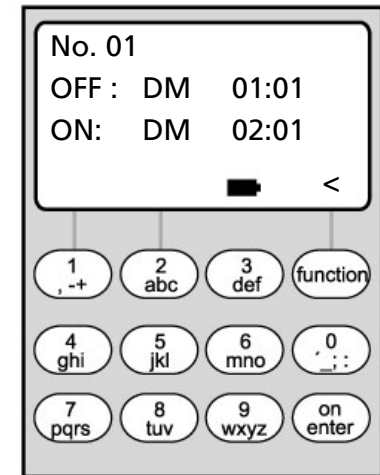 No. 01
OFF : DM 01:01
ON: DM 02:01
<
1 2 3 function
, -+ abc def
4 5 6 0
ghi jkl mno ´_; :
7 8 9 on
pqrs tuv wxyz enter